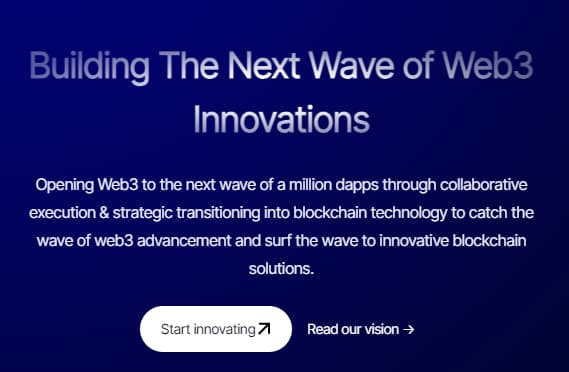 Building The Next Wave of Web3
Innovations
Opening Web3 to the next wave of a million dapps through collaborative
execution & strategic transitioning into blockchain technology to catch the
wave of web3 advancement and surf the wave to innovative blockchain
solutions.
Start innovating
Read our vision →